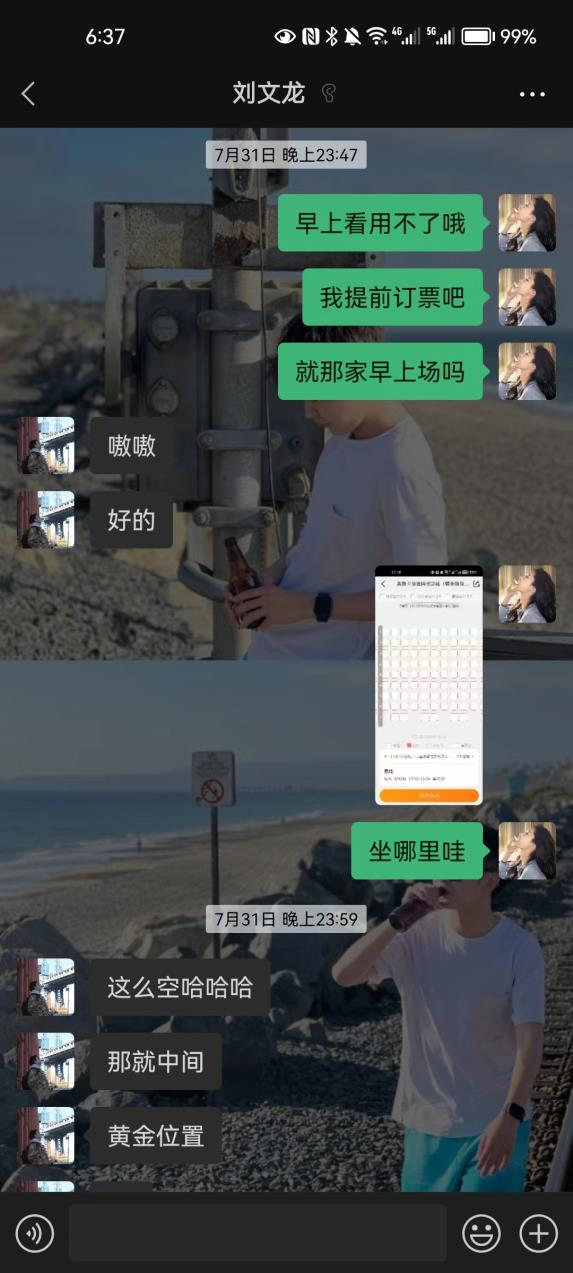 6:37
4G
5G
99%
刘文龙
7月31日 晚上23:47
早上看用不了哦
我提前订票吧
就那家早上场吗
嗷嗷
好的
坐哪里哇
7月31日 晚上23:59
这么空哈哈哈
那就中间
黄金位置